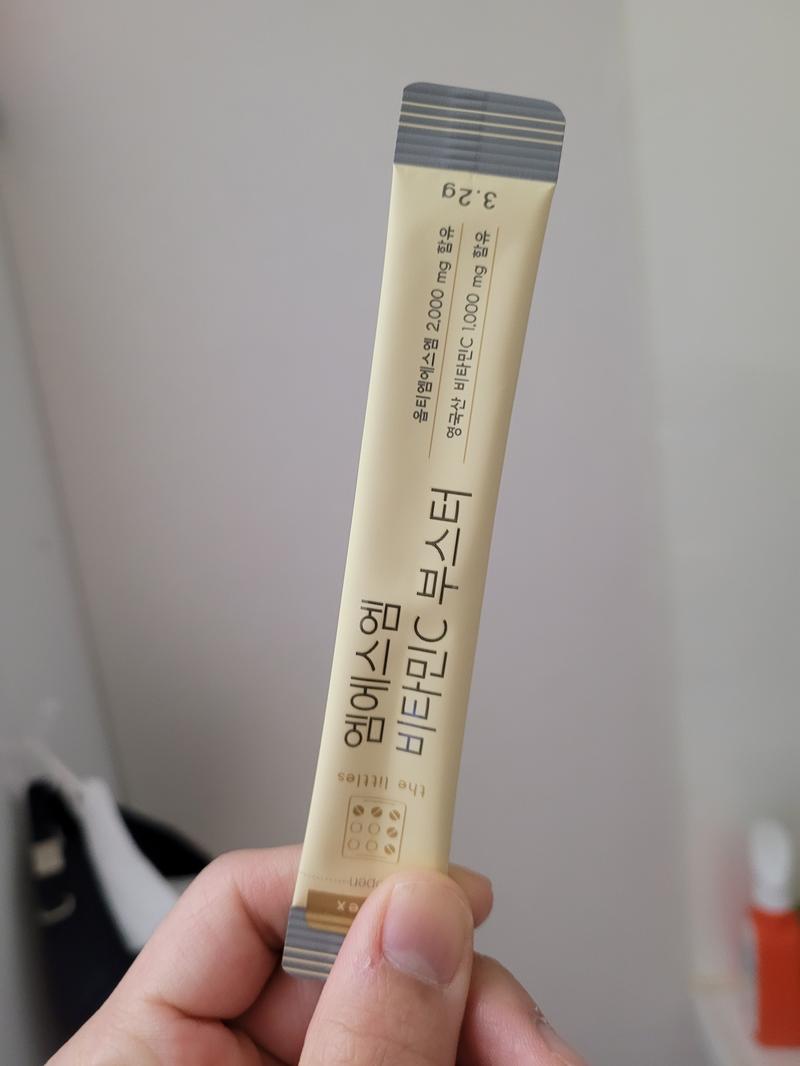 open
the littles
엠에스엠
비타민C 부스터
옵티엠에스엠 2,000 mg 함유
영국산 비타민C 1,000 mg 함유
3.2g